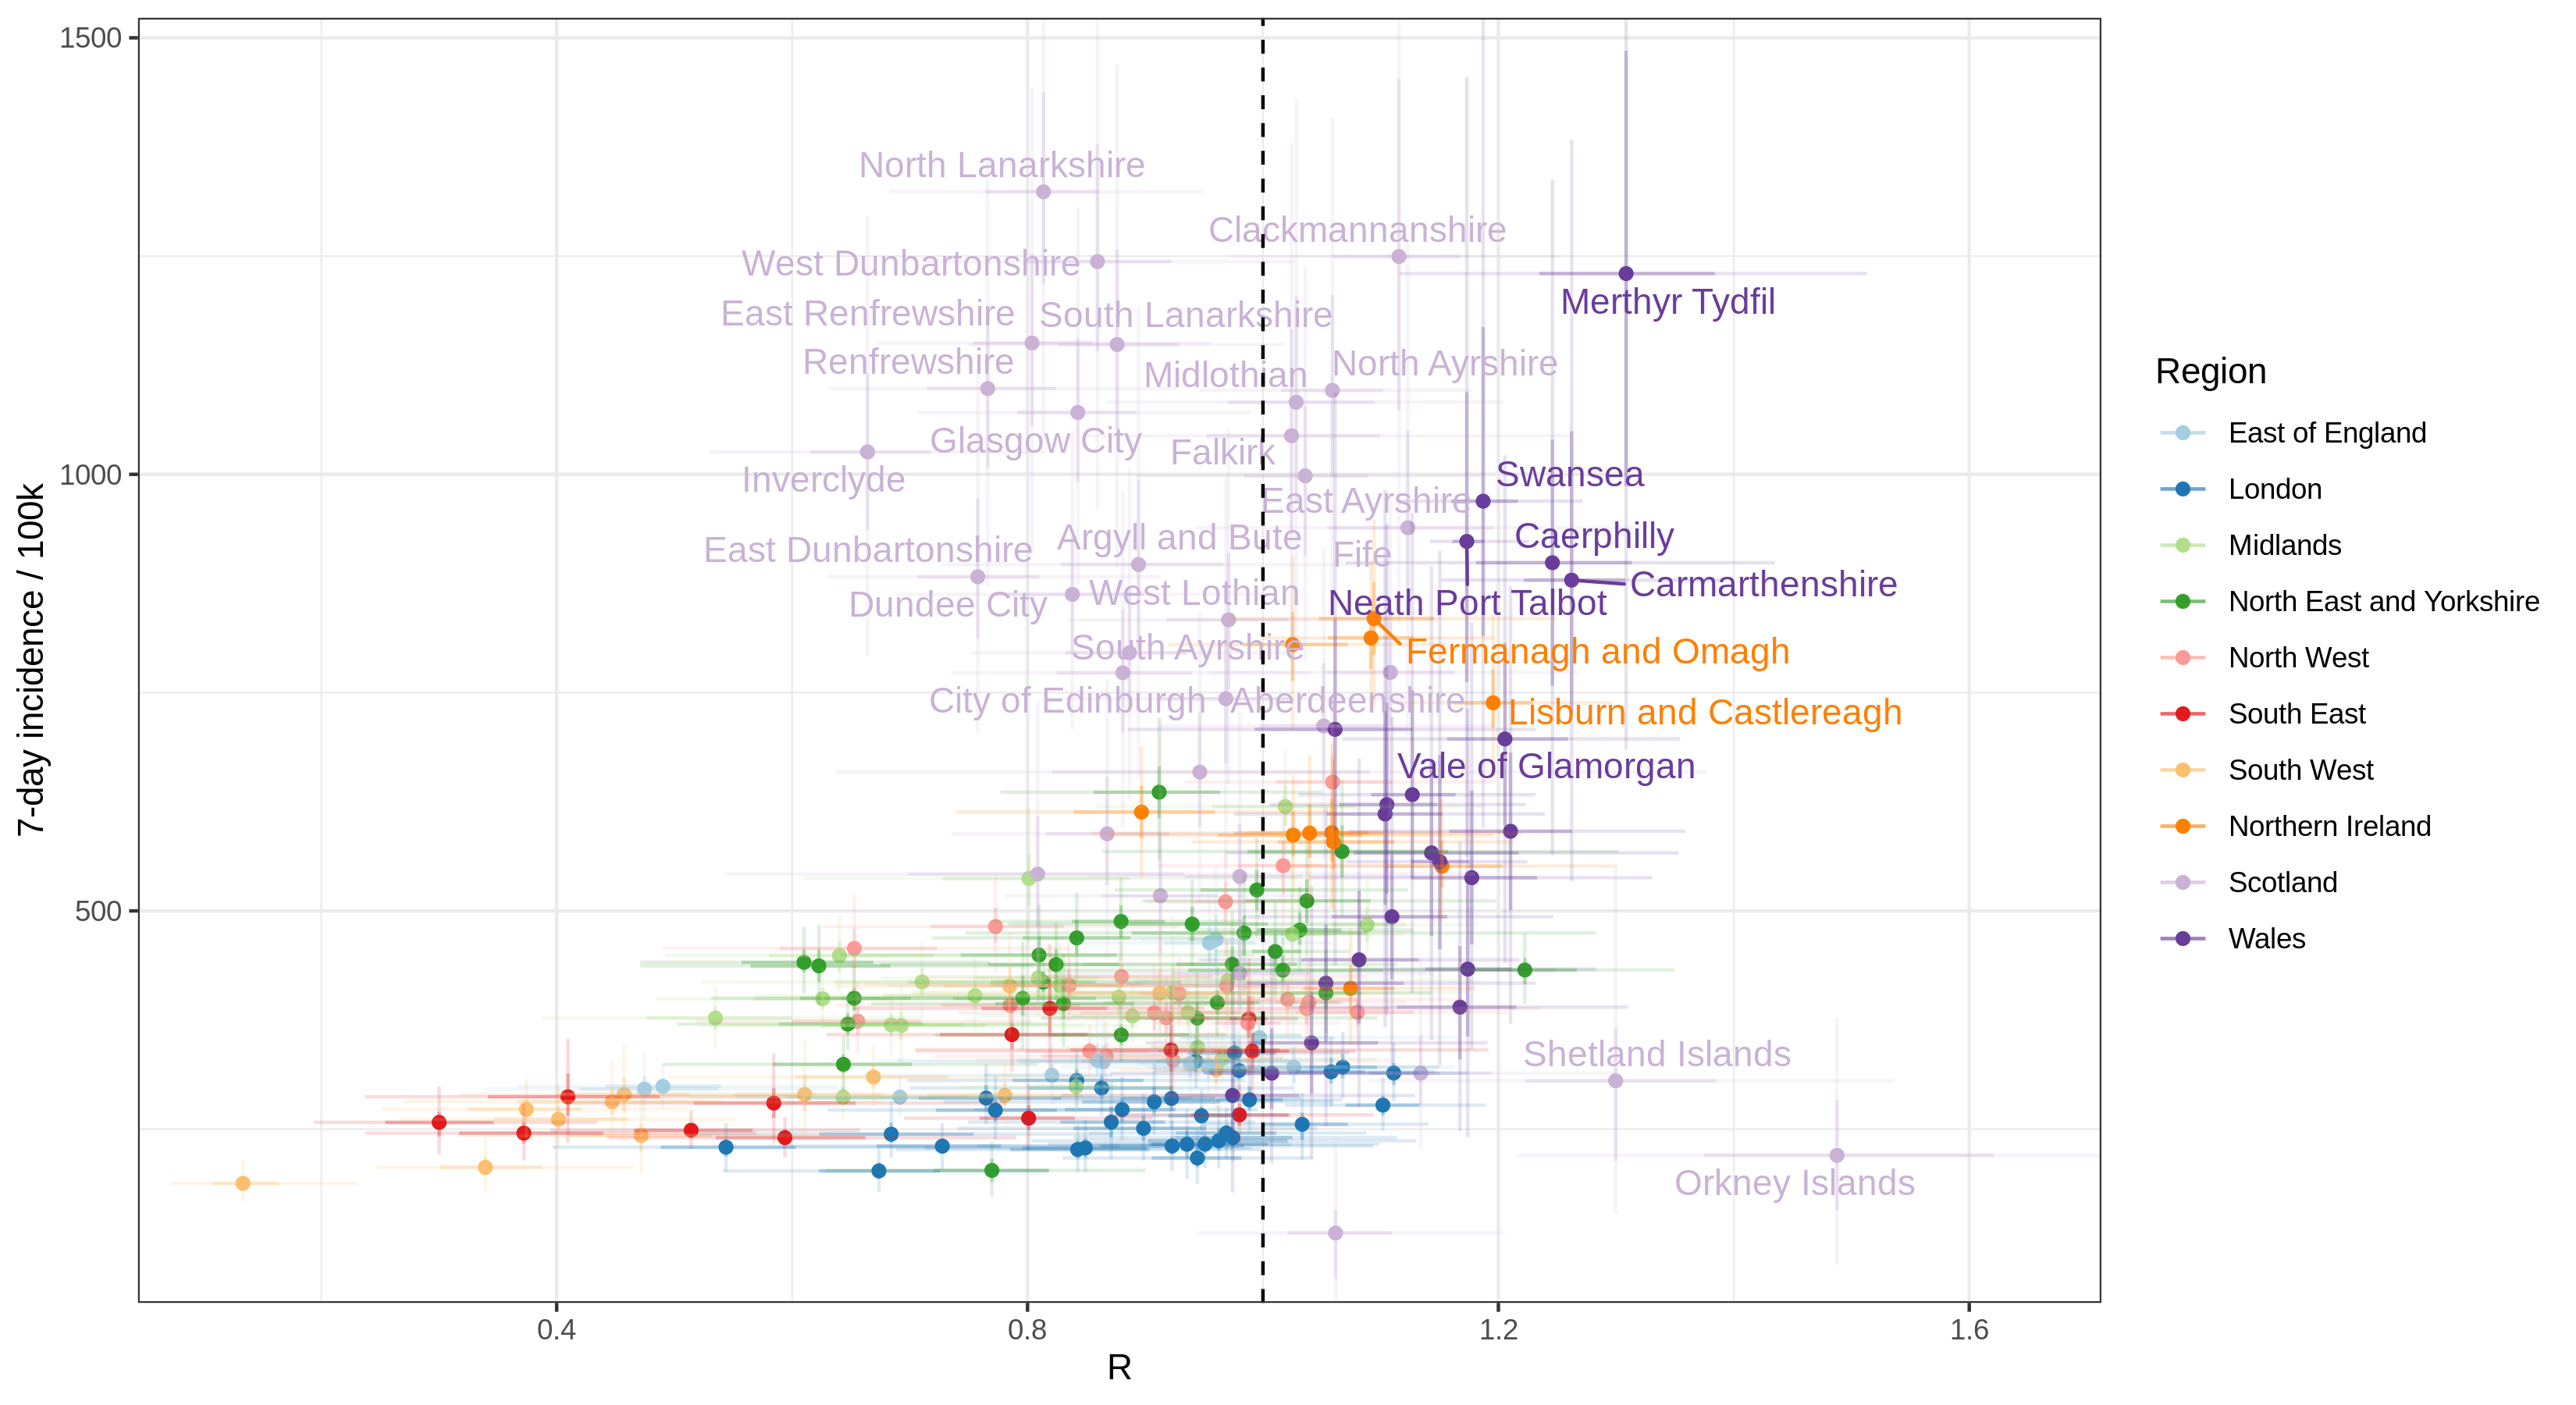 1500
1000
500
7-day incidence / 100k
North Lanarkshire
Clackmannanshire
West Dunbartonshire
Merthyr Tydfil
East Renfrewshire
South Lanarkshire
Renfrewshire
Midlothian
North Ayrshire
Glasgow City
Falkirk
Inverclyde
Swansea
East Ayrshire
Argyll and Bute
Caerphilly
East Dunbartonshire
Fife
Carmarthenshire
West Lothian
Dundee City
Neath Port Talbot
South Ayrshire
Fermanagh and Omagh
City of Edinburgh
Aberdeenshire
Lisburn and Castlereagh
Vale of Glamorgan
Shetland Islands
Orkney Islands
0.4
0.8
1.2
1.6
R
Region
East of England
London
Midlands
North East and Yorkshire
North West
South East
South West
Northern Ireland
Scotland
Wales